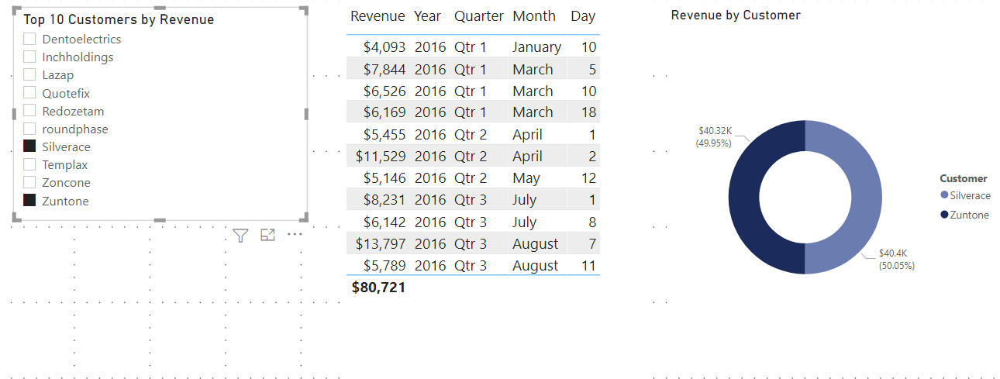 Top 10 Customers by Revenue
Dentoelectrics
Inchholdings
Lazap
Quotefix
Redozetam
roundphase
Silverace
Templax
Zoncone
Zuntone
Revenue Year Quarter Month Day
$4,093 2016 Qtr 1 January 10
$7,844 2016 Qtr 1 March 5
$6,526 2016 Qtr 1 March 10
$6,169 2016 Qtr 1 March 18
$5,455 2016 Qtr 2 April 1
$11,529 2016 Qtr 2 April 2
$5,146 2016 Qtr 2 May 12
$8,231 2016 Qtr 3 July 1
$6,142 2016 Qtr 3 July 8
$13,797 2016 Qtr 3 August 7
$5,789 2016 Qtr 3 August 11
$80,721
Revenue by Customer
$40.32K
(49.95%)
$40.4K
(50.05%)
Customer
Silverace
Zuntone